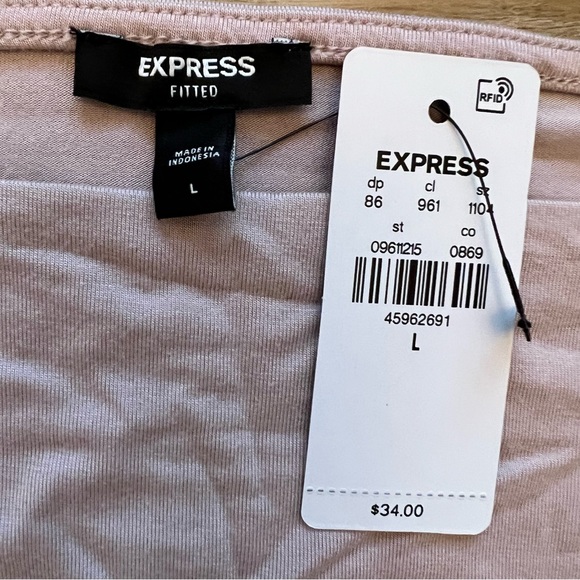 EXPRESS
FITTED
MADE IN
INDONESIA
L
RFID
EXPRESS
dp cl sz
86 961 1104
st co
09611215 0869
45962691
L
$34.00